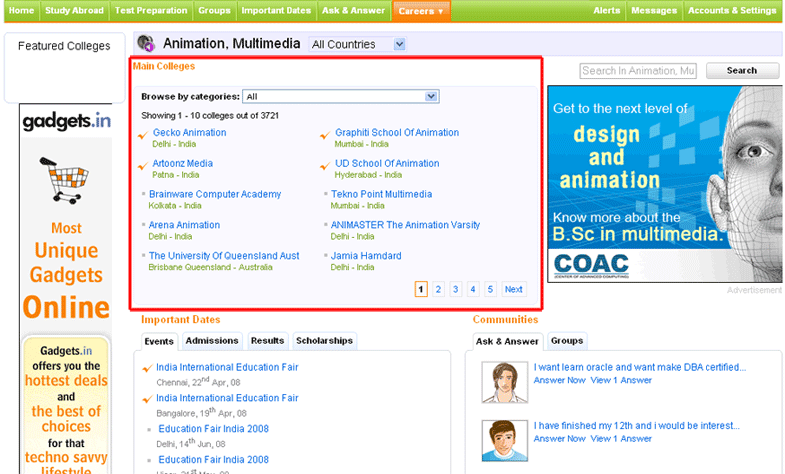 Home Study Abroad Test Preparation Groups Important Dates Ask & Answer Careers ▼ Alerts Messages Accounts & Settings
Featured Colleges
Animation, Multimedia All Countries
Main Colleges
Search In Animation, Mu Search
Browse by categories: All
Showing 1 - 10 colleges out of 3721
Gecko Animation
Delhi - India
Graphiti School Of Animation
Mumbai - India
Artoonz Media
Patna - India
UD School Of Animation
Hyderabad - India
Brainware Computer Academy
Kolkata - India
Tekno Point Multimedia
Mumbai - India
Arena Animation
Delhi - India
ANIMASTER The Animation Varsity
Delhi - India
The University Of Queensland Aust
Brisbane Queensland - Australia
Jamia Hamdard
Delhi - India
1 2 3 4 5 Next
gadgets.in
Most
Unique
Gadgets
Online
Gadgets.in
offers you the
hottest deals
and
the best of
choices
for that
techno savvy
lifestyle
Get to the next level of
design
and
animation
Know more about the
B.Sc in multimedia.
COAC
(CENTER OF ADVANCED COMPUTING)
Advertisement
Important Dates
Events Admissions Results Scholarships
India International Education Fair
Chennai, 22nd Apr, 08
India International Education Fair
Bangalore, 19th Apr, 08
Education Fair India 2008
Delhi, 14th Jun, 08
Education Fair India 2008
Communities
Ask & Answer Groups
I want learn oracle and want make DBA certified...
Answer Now View 1 Answer
I have finished my 12th and i would be interest...
Answer Now View 1 Answer